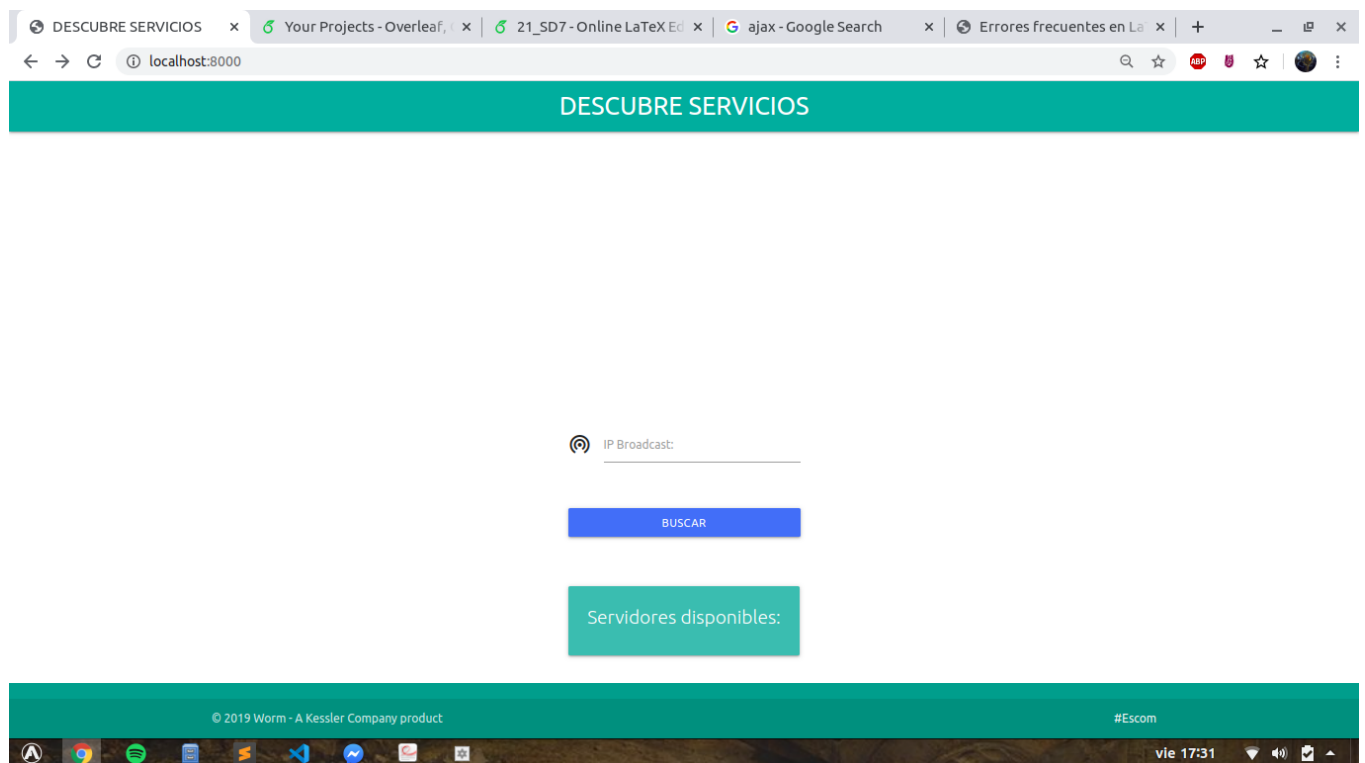 DESCUBRE SERVICIOS
Your Projects - Overleaf,
21_SD7 - Online LaTeX Ed
ajax - Google Search
Errores frecuentes en La
localhost:8000
ABP
DESCUBRE SERVICIOS
IP Broadcast:
BUSCAR
Servidores disponibles:
© 2019 Worm - A Kessler Company product
#Escom
vie 17:31